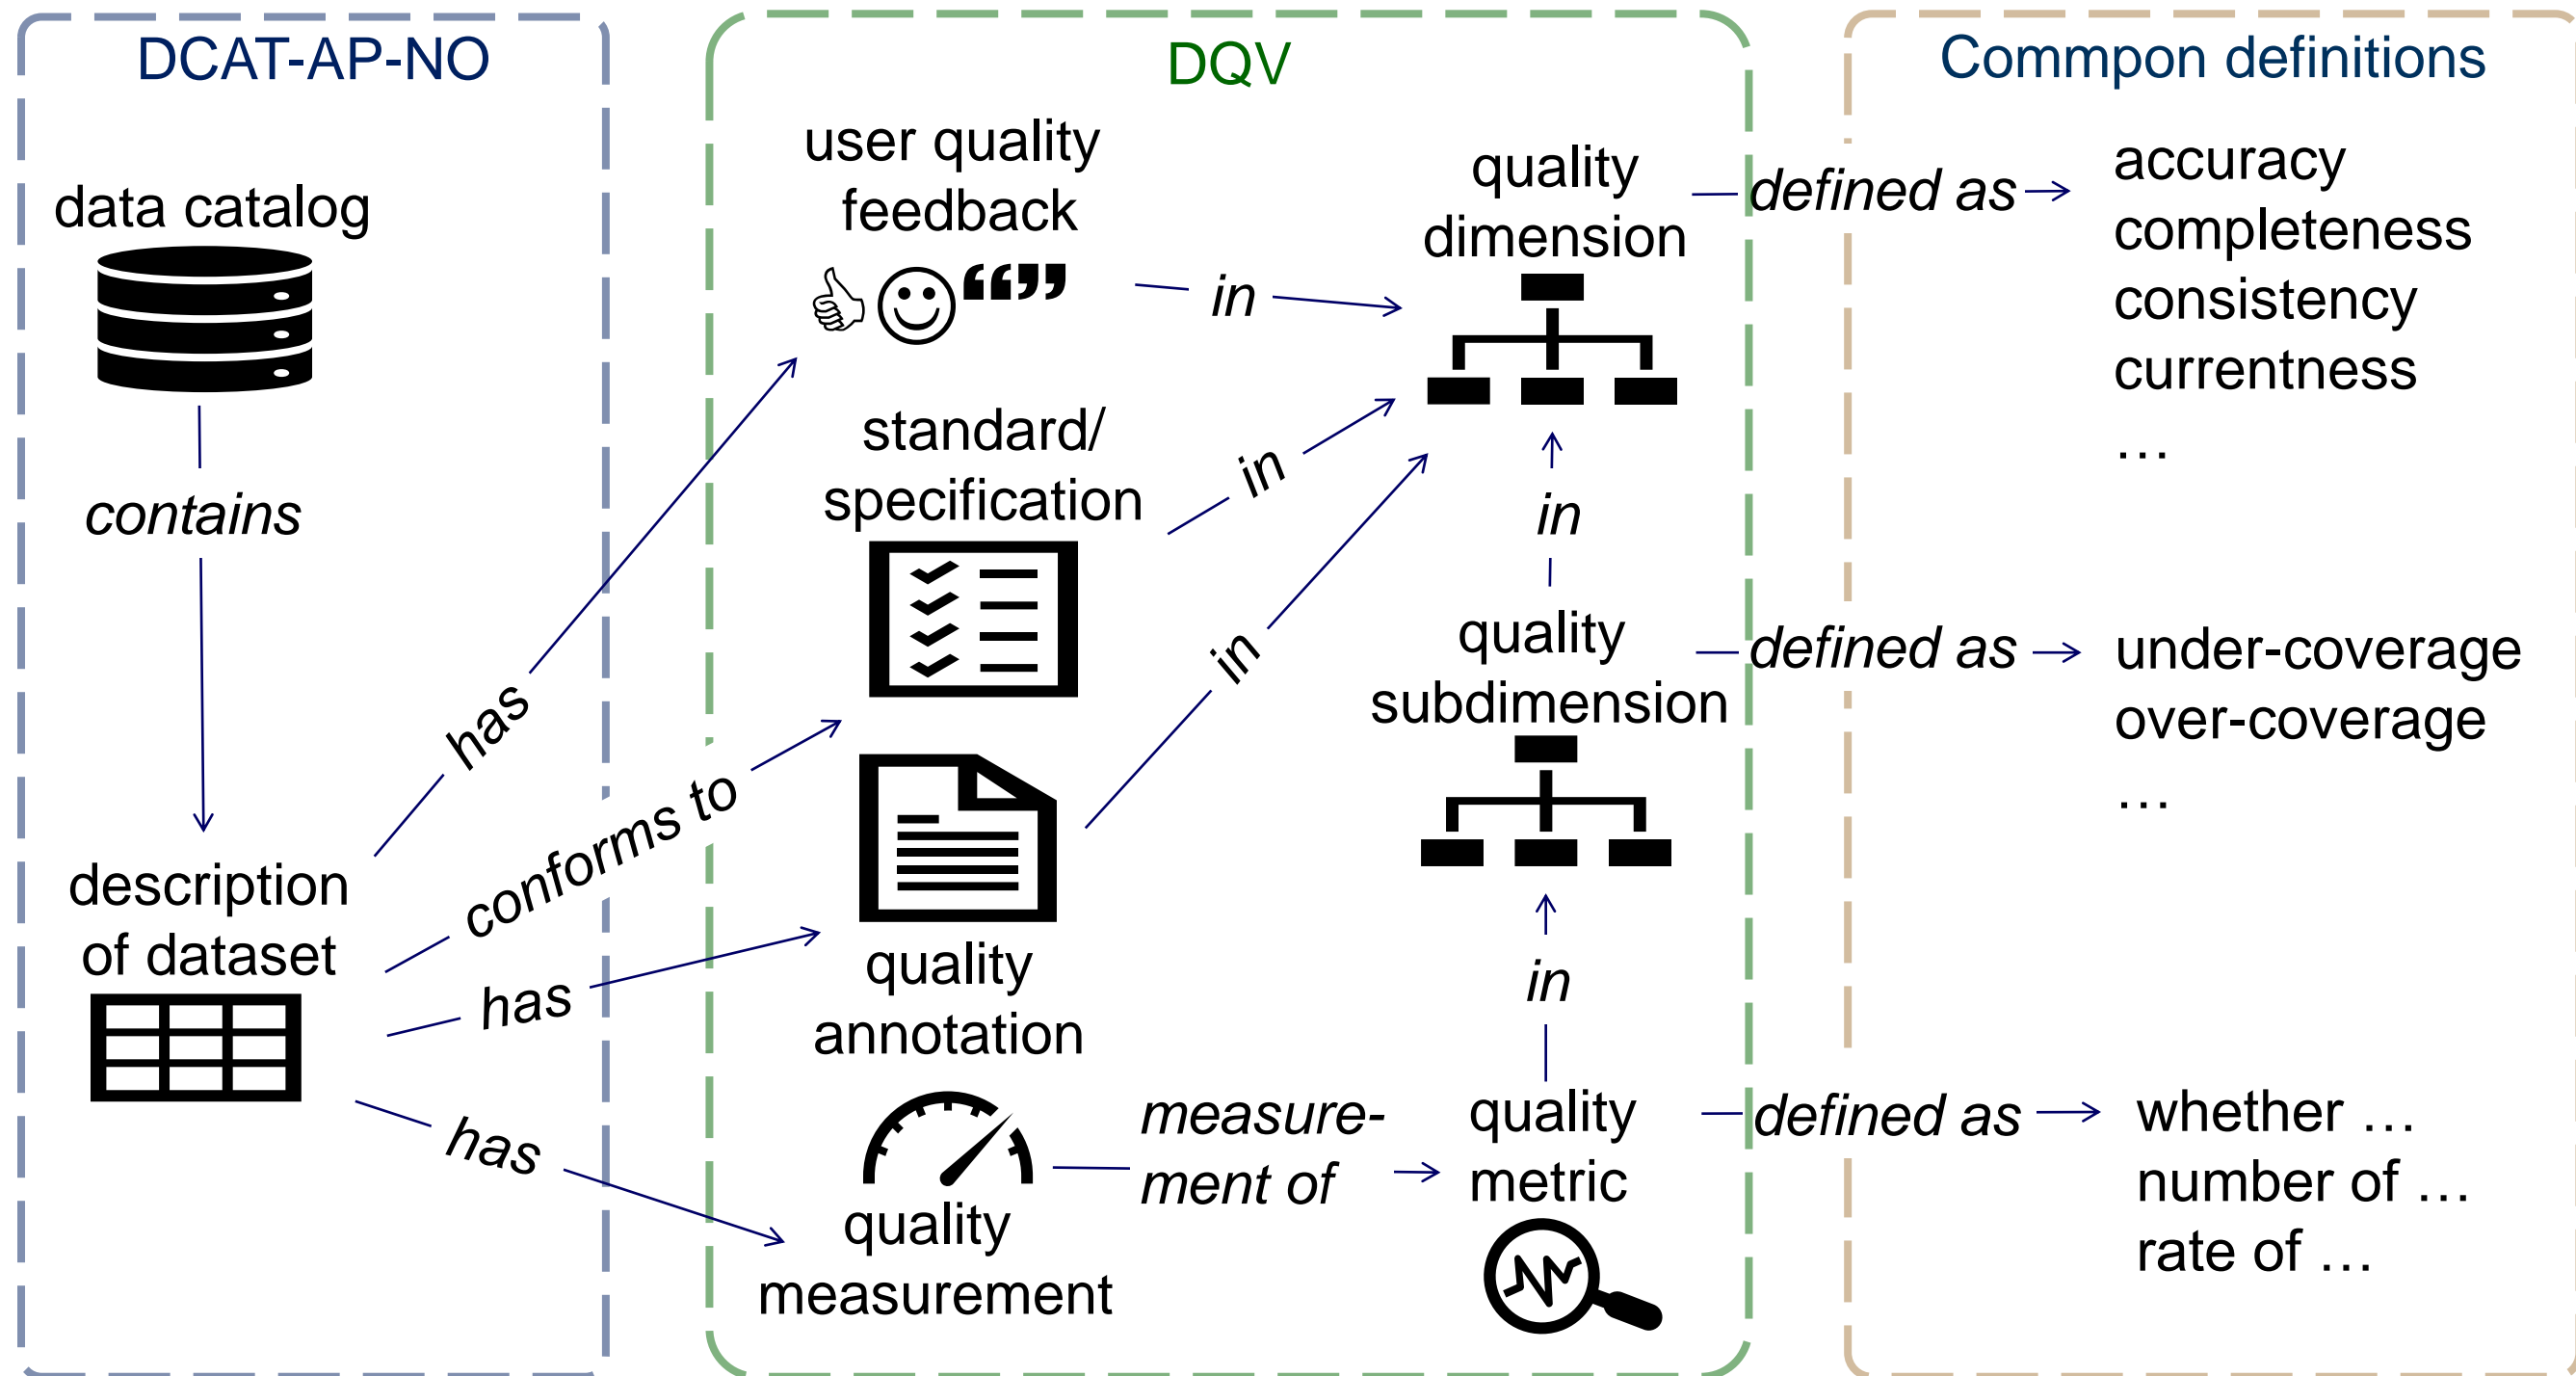 DCAT-AP-NO
data catalog
contains
description
of dataset
has
conforms to
has
has
DQV
user quality
feedback
“”
in
standard/
specification
in
in
quality
annotation
quality
measurement
measure-
ment of
quality
dimension
in
quality
subdimension
in
quality
metric
defined as
defined as
defined as
Commpon definitions
accuracy
completeness
consistency
currentness
…
under-coverage
over-coverage
…
whether …
number of …
rate of …